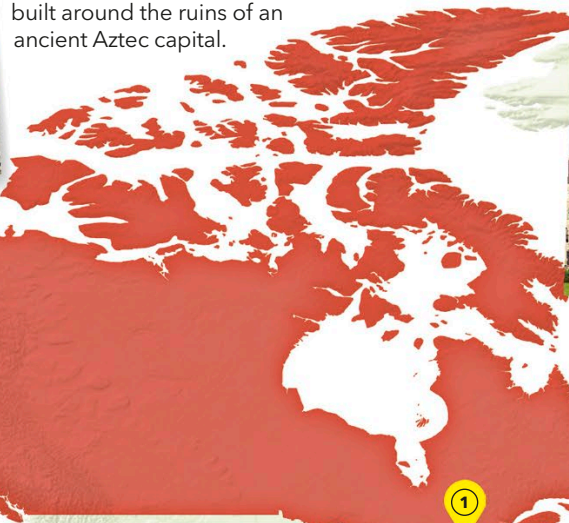 built around the ruins of an
ancient Aztec capital.
1